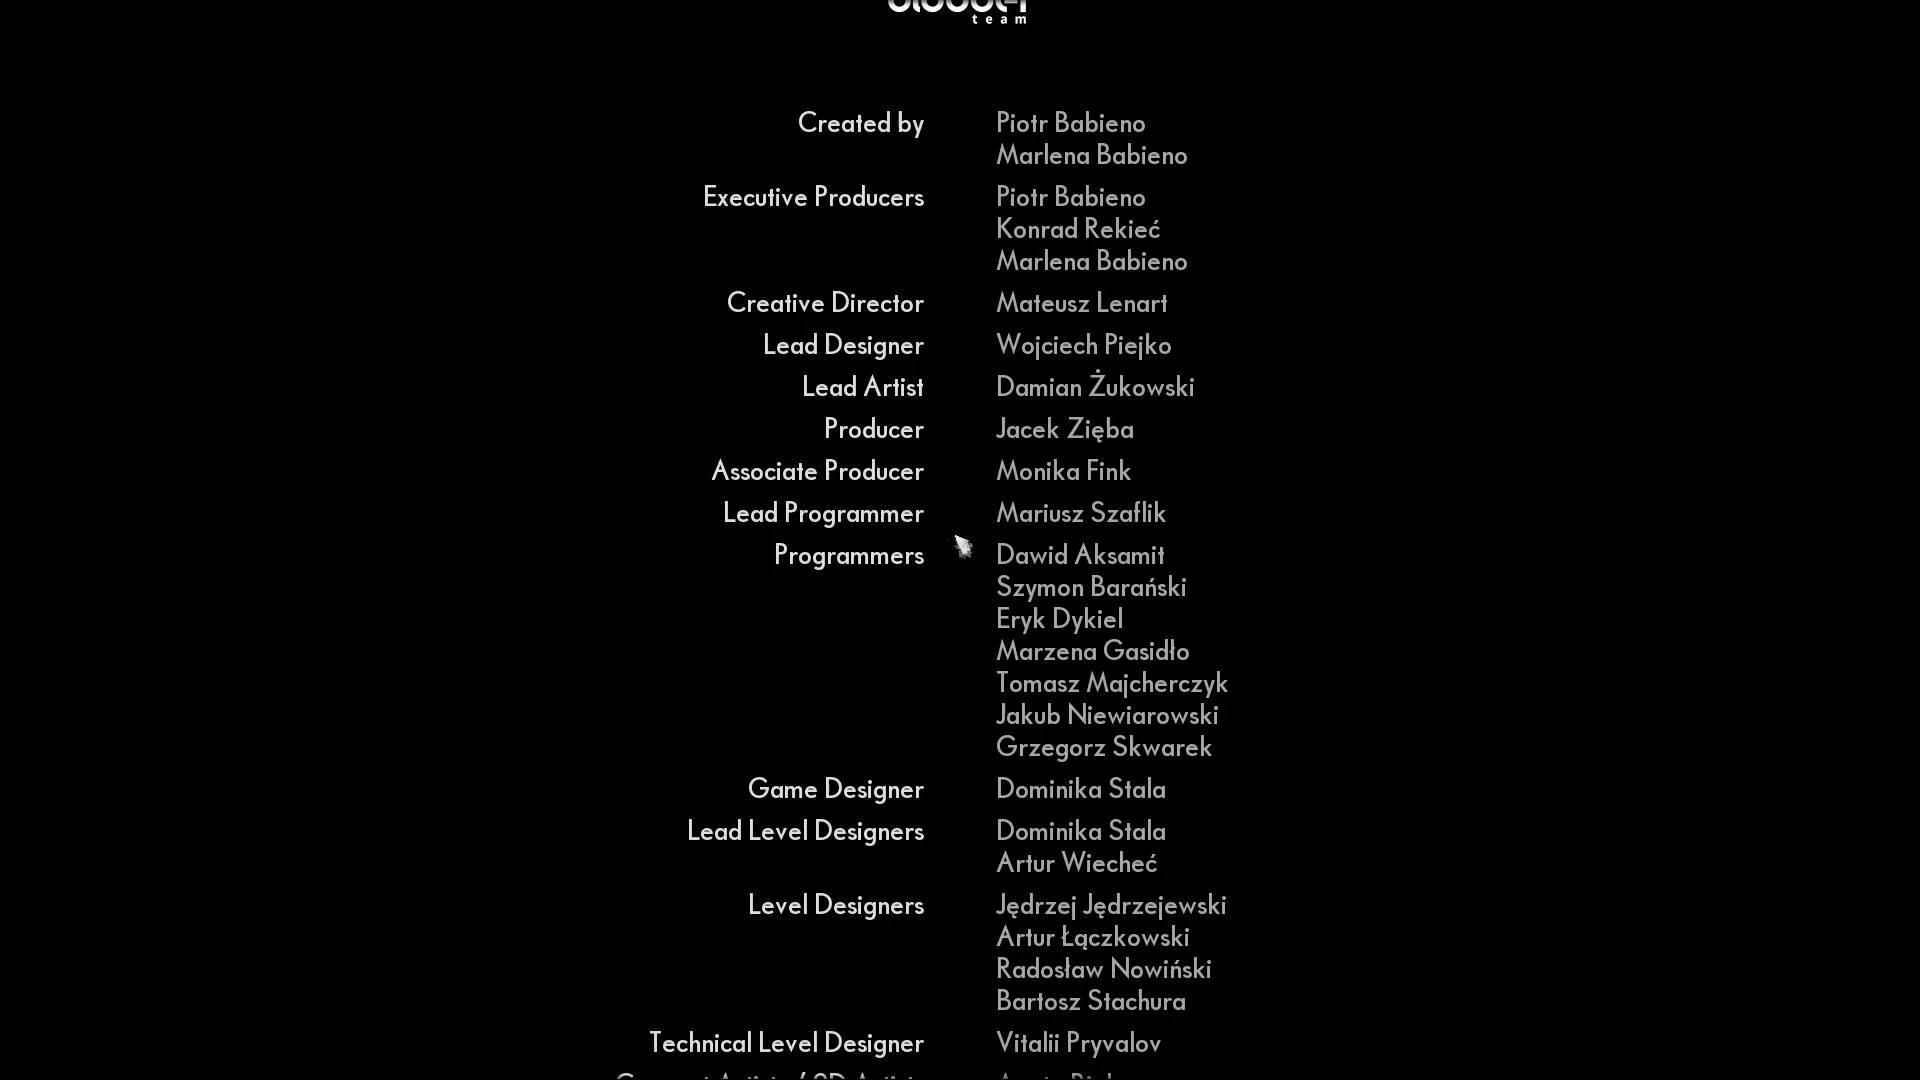 team
Created by Piotr Babieno
Marlena Babieno
Executive Producers Piotr Babieno
Konrad Rekieć
Marlena Babieno
Creative Director Mateusz Lenart
Lead Designer Wojciech Piejko
Lead Artist Damian Żukowski
Producer Jacek Zięba
Associate Producer Monika Fink
Lead Programmer Mariusz Szaflik
Programmers Dawid Aksamit
Szymon Barański
Eryk Dykiel
Marzena Gasidło
Tomasz Majcherczyk
Jakub Niewiarowski
Grzegorz Skwarek
Game Designer Dominika Stala
Lead Level Designers Dominika Stala
Artur Wiecheć
Level Designers Jędrzej Jędrzejewski
Artur Łączkowski
Radosław Nowiński
Bartosz Stachura
Technical Level Designer Vitalii Pryvalov